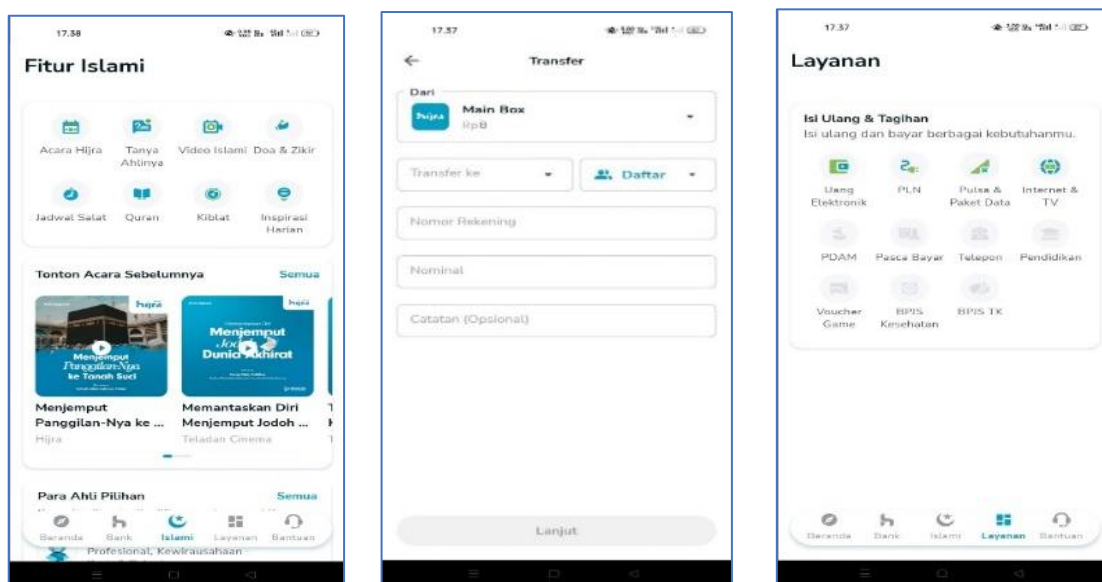 17.38
Fitur Islami
Acara Hijra
Tanya Ahlinya
Video Islami
Doa & Zikir
Jadwal Salat
Quran
Kiblat
Inspirasi Harian
Tonton Acara Sebelumnya
Semua
hijra
Menjemput
Panggilan-Nya
ke Tanah Suci
hijra
Menjemput
Jodoh
Dunia Akhirat
Menjemput
Panggilan-Nya ke ...
Hijra
Memantaskan Diri
Menjemput Jodoh ...
Teladan Cinema
Para Ahli Pilihan
Semua
Beranda
Bank
Islami
Layanan
Bantuan
Profesional, Kewirausahaan
17.37
Transfer
Dari
hijra
Main Box
Rp0
Transfer ke
Daftar
Nomor Rekening
Nominal
Catatan (Opsional)
Lanjut
17.37
Layanan
Isi Ulang & Tagihan
Isi ulang dan bayar berbagai kebutuhanmu.
Uang Elektronik
PLN
Pulsa & Paket Data
Internet & TV
PDAM
Pasca Bayar
Telepon
Pendidikan
Voucher Game
BPJS Kesehatan
BPJS TK
Beranda
Bank
Islami
Layanan
Bantuan